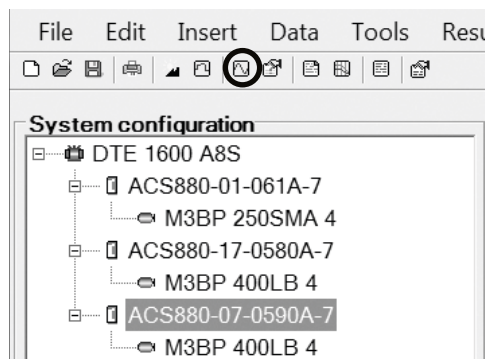 File Edit Insert Data Tools Resu
System configuration
DTE 1600 A8S
ACS880-01-061A-7
M3BP 250SMA 4
ACS880-17-0580A-7
M3BP 400LB 4
ACS880-07-0590A-7
M3BP 400LB 4